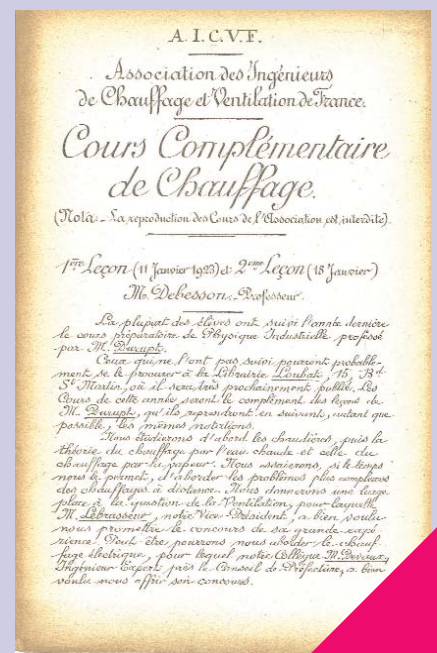 A.I.C.V.F.
Association des Ingénieurs
de Chauffage et Ventilation de France.
Cours Complémentaire
de Chauffage.
(Nota - La reproduction des Cours de l'Association est interdite)
1ère Leçon (11 Janvier 1923) et 2ème Leçon (18 Janvier)
M. Debesson - Professeur.
La plupart des élèves ont suivi l'année dernière
le cours préparatoire de Physique Industrielle professé
par M. Durupt.
Ceux qui ne l'ont pas suivi pourront probable-
ment se le procurer à la Librairie Loubat, 15, Bd
St Martin, où il sera très prochainement publié. Les
Cours de cette année seront le complément des leçons de
M. Durupt, qu'ils reprendront en suivant, autant que
possible, les mêmes notations.
Nous étudierons d'abord les chaudières, puis la
théorie du chauffage par l'eau chaude et celle du
chauffage par la vapeur. Nous essaierons, si le temps
nous le permet, d'aborder les problèmes plus complexes
des chauffages à distance. Nous donnerons une large
place à la question de la Ventilation, pour laquelle
M. Lebrasseur, notre Vice-Président, a bien voulu
nous promettre le concours de sa grande expé
rience. Peut-être pourrons nous aborder le chauf-
fage électrique, pour lequel notre Collègue M.
Ingénieur Expert près le Conseil de Préfecture, a bien
voulu nous offrir son concours.